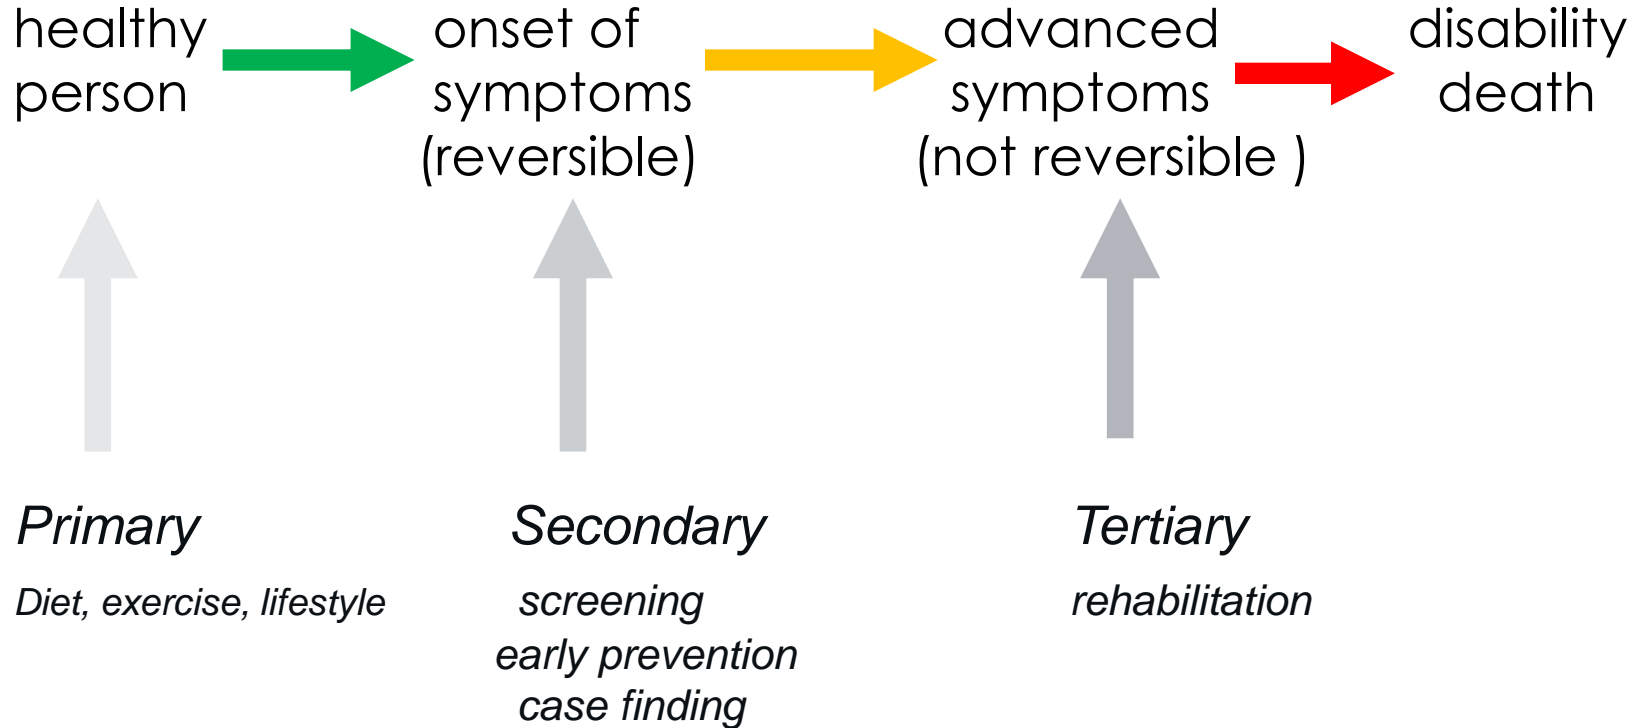 healthy
person
onset of
symptoms
(reversible)
advanced
symptoms
(not reversible )
disability
death
Primary
Diet, exercise, lifestyle
Secondary
screening
early prevention
case finding
Tertiary
rehabilitation